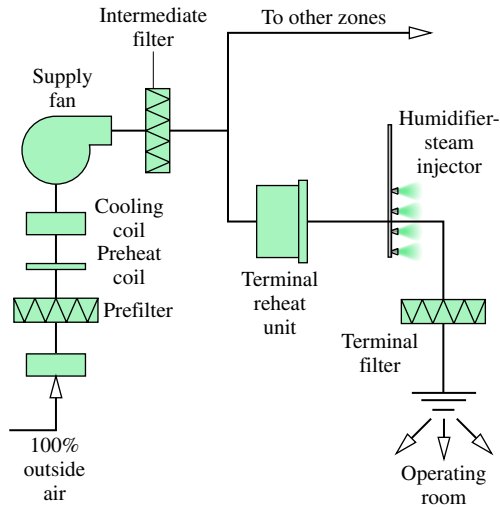 Intermediate
filter
To other zones
Supply
fan
Humidifier-
steam
injector
Cooling
coil
Preheat
coil
Prefilter
Terminal
reheat
unit
Terminal
filter
100%
outside
air
Operating
room